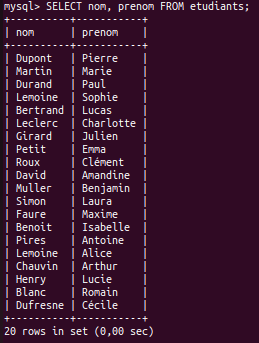 mysql> SELECT nom, prenom FROM etudiants;
+----------+-----------+
| nom      | prenom    |
+----------+-----------+
| Dupont   | Pierre    |
| Martin   | Marie     |
| Durand   | Paul      |
| Lemoine  | Sophie    |
| Bertrand | Lucas     |
| Leclerc  | Charlotte |
| Girard   | Julien    |
| Petit    | Emma      |
| Roux     | Clément   |
| David    | Amandine  |
| Muller   | Benjamin  |
| Simon    | Laura     |
| Faure    | Maxime    |
| Benoit   | Isabelle  |
| Pires    | Antoine   |
| Lemoine  | Alice     |
| Chauvin  | Arthur    |
| Henry    | Lucie     |
| Blanc    | Romain    |
| Dufresne | Cécile    |
+----------+-----------+
20 rows in set (0,00 sec)